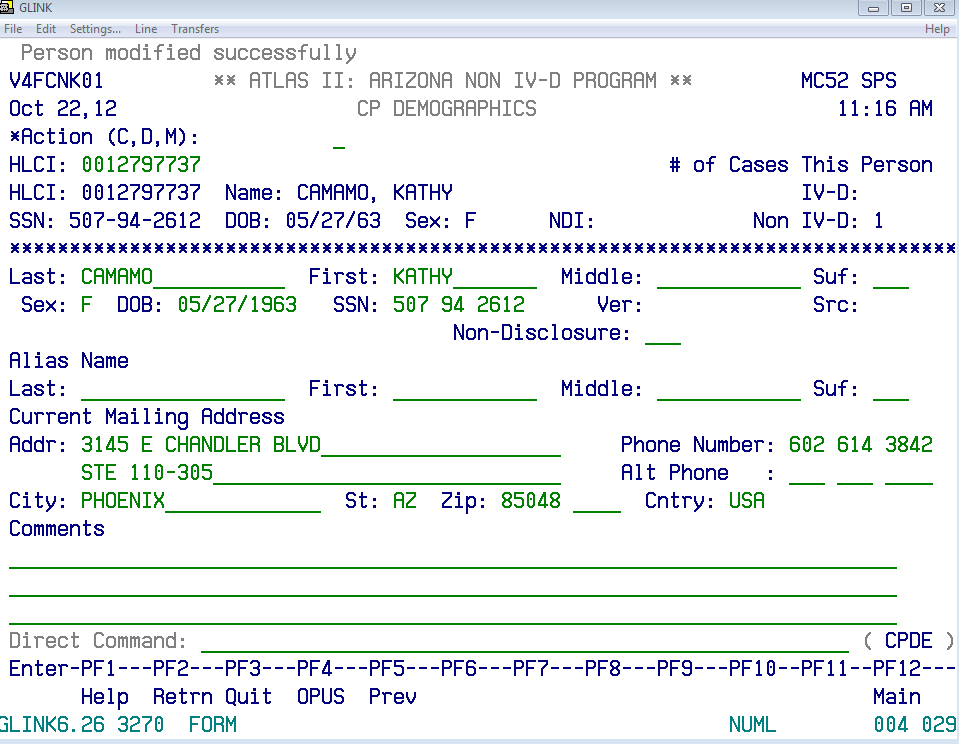 GLINK
File Edit Settings... Line Transfers Help
Person modified successfully
V4FCNK01 ** ATLAS II: ARIZONA NON IV-D PROGRAM ** MC52 SPS
Oct 22,12 CP DEMOGRAPHICS 11:16 AM
*Action (C,D,M): _
HLCI: 0012797737 # of Cases This Person
HLCI: 0012797737 Name: CAMAMO, KATHY IV-D:
SSN: 507-94-2612 DOB: 05/27/63 Sex: F NDI: Non IV-D: 1
*******************************************************************************
Last: CAMAMO___________ First: KATHY_______ Middle: ____________ Suf: ___
Sex: F DOB: 05/27/1963 SSN: 507 94 2612 Ver: Src:
Non-Disclosure: ___
Alias Name
Last: _________________ First: ____________ Middle: ____________ Suf: ___
Current Mailing Address
Addr: 3145 E CHANDLER BLVD____________________ Phone Number: 602 614 3842
STE 110-305_____________________________ Alt Phone : ___ ___ ____
City: PHOENIX_____________ St: AZ Zip: 85048 ____ Cntry: USA
Comments
Direct Command: ______________________________________________________ ( CPDE )
Enter-PF1---PF2---PF3---PF4---PF5---PF6---PF7---PF8---PF9---PF10--PF11--PF12---
Help Retrn Quit OPUS Prev Main
GLINK6.26 3270 FORM NUML 004 029